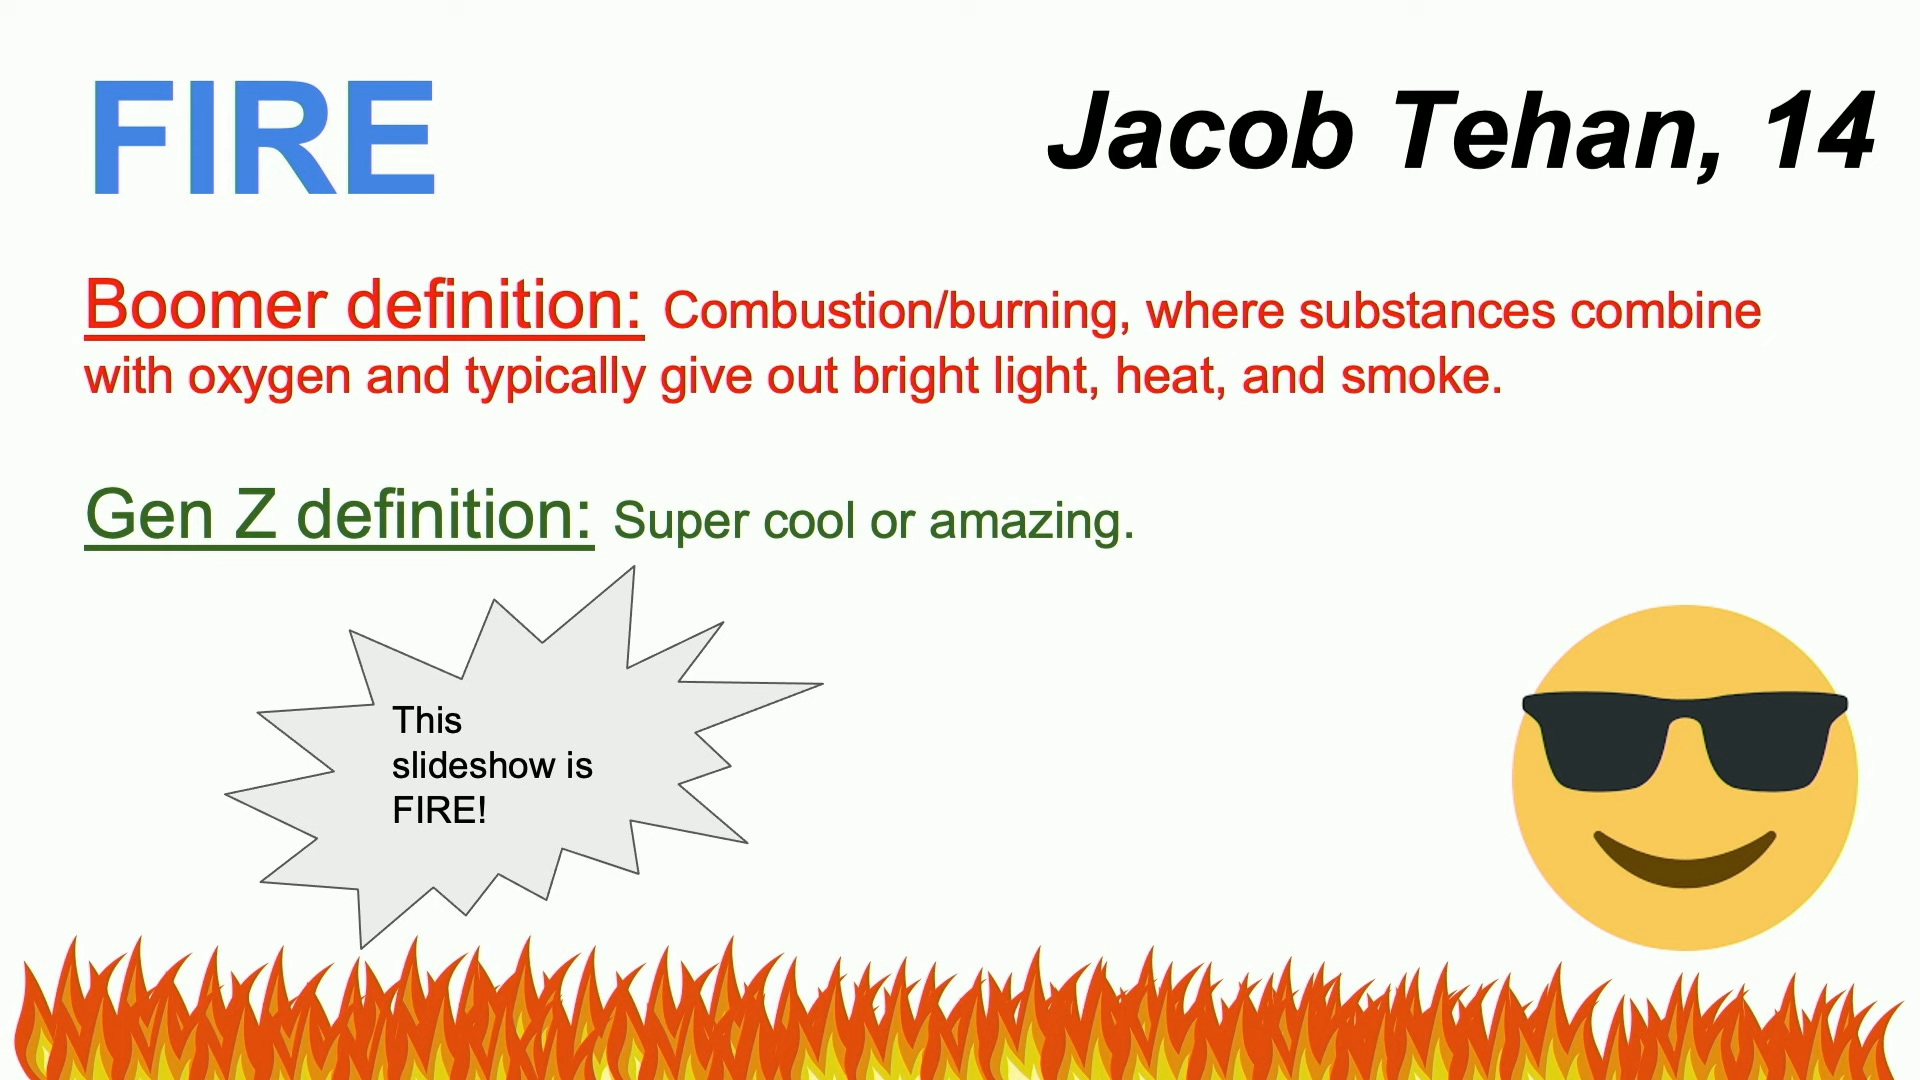 FIRE
Jacob Tehan, 14
Boomer definition: Combustion/burning, where substances combine
with oxygen and typically give out bright light, heat, and smoke.
Gen Z definition: Super cool or amazing.
This
slideshow is
FIRE!